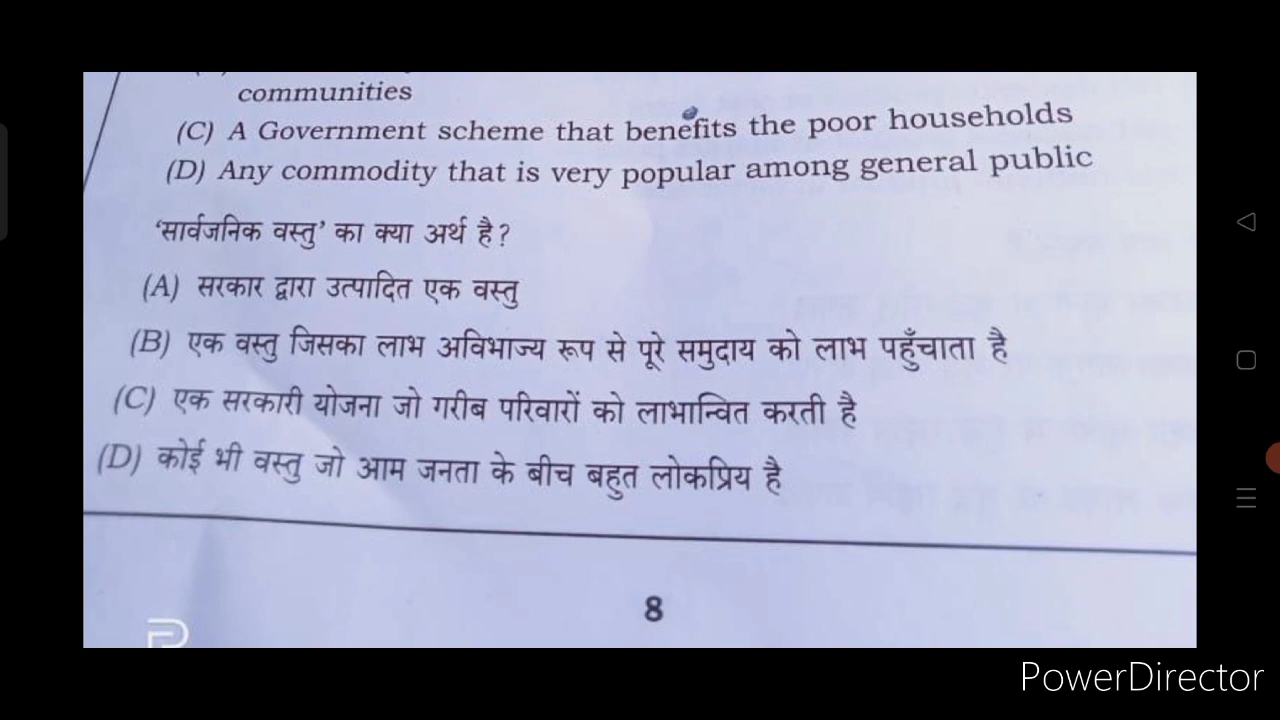 communities
(C) A Government scheme that benefits the poor households
(D) Any commodity that is very popular among general public
‘सार्वजनिक वस्तु’ का क्या अर्थ है?
(A) सरकार द्वारा उत्पादित एक वस्तु
(B) एक वस्तु जिसका लाभ अविभाज्य रूप से पूरे समुदाय को लाभ पहुँचाता है
(C) एक सरकारी योजना जो गरीब परिवारों को लाभान्वित करती है
(D) कोई भी वस्तु जो आम जनता के बीच बहुत लोकप्रिय है
8
PowerDirector